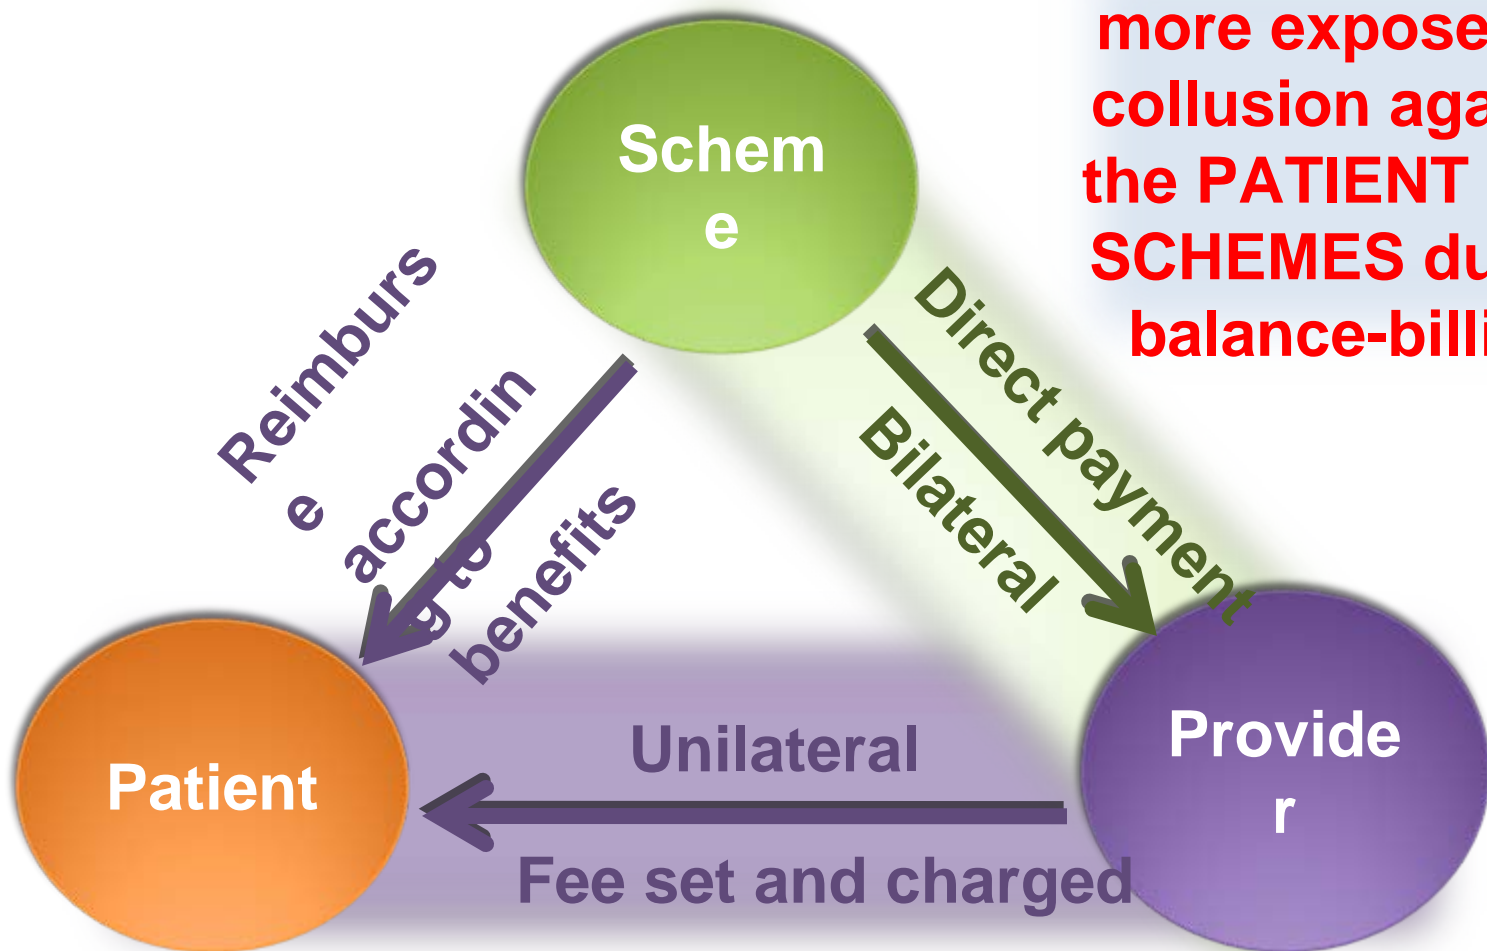 more expose
collusion aga
the PATIENT
SCHEMES du
balance-billi
Schem
e
Reimburs
e
accordin
g to
benefits
Direct payment
Bilateral
Patient
Unilateral
Fee set and charged
Provide
r